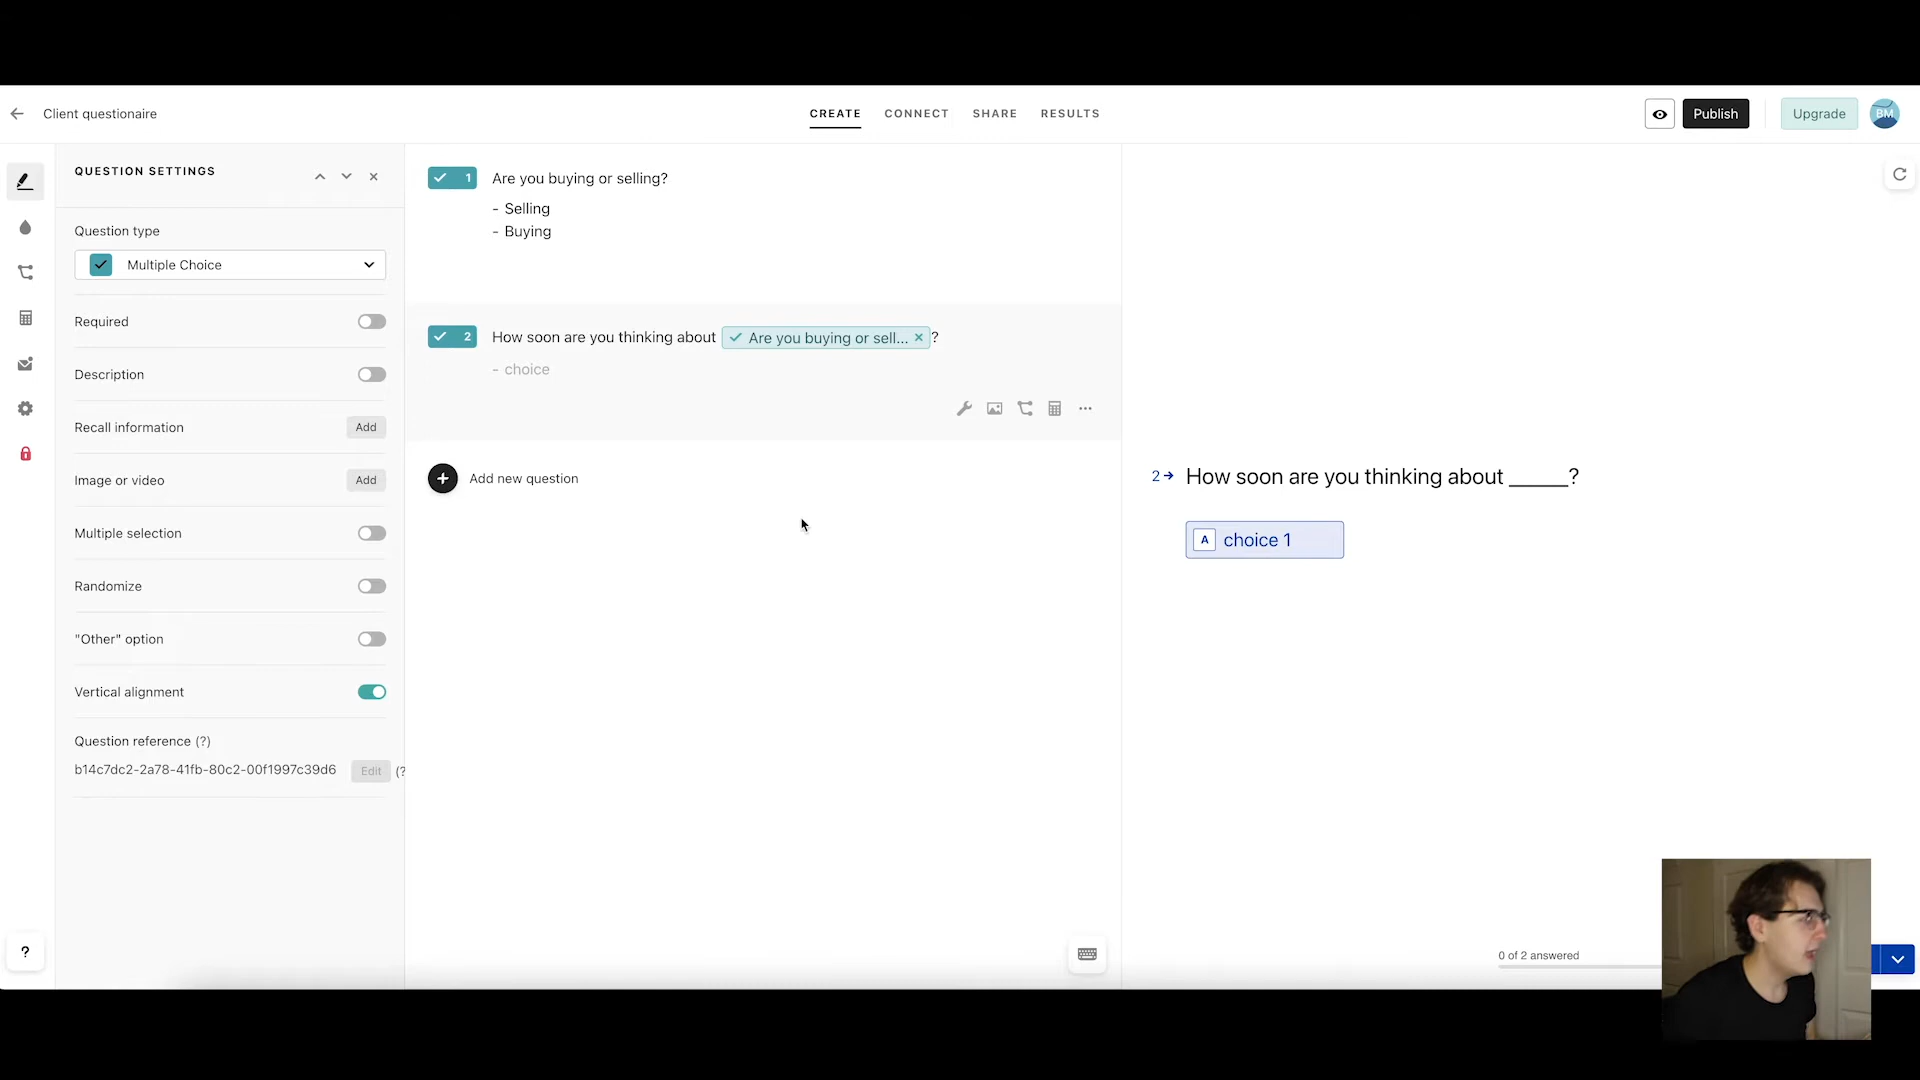 Client questionaire
CREATE CONNECT SHARE RESULTS
Publish
Upgrade
BM
QUESTION SETTINGS
Question type
Multiple Choice
Required
Description
Recall information Add
Image or video Add
Multiple selection
Randomize
"Other" option
Vertical alignment
Question reference (?)
b14c7dc2-2a78-41fb-80c2-00f1997c39d6 Edit (?
?
1 Are you buying or selling?
- Selling
- Buying
2 How soon are you thinking about Are you buying or sell... ?
- choice
Add new question
2 How soon are you thinking about ______?
A choice 1
0 of 2 answered